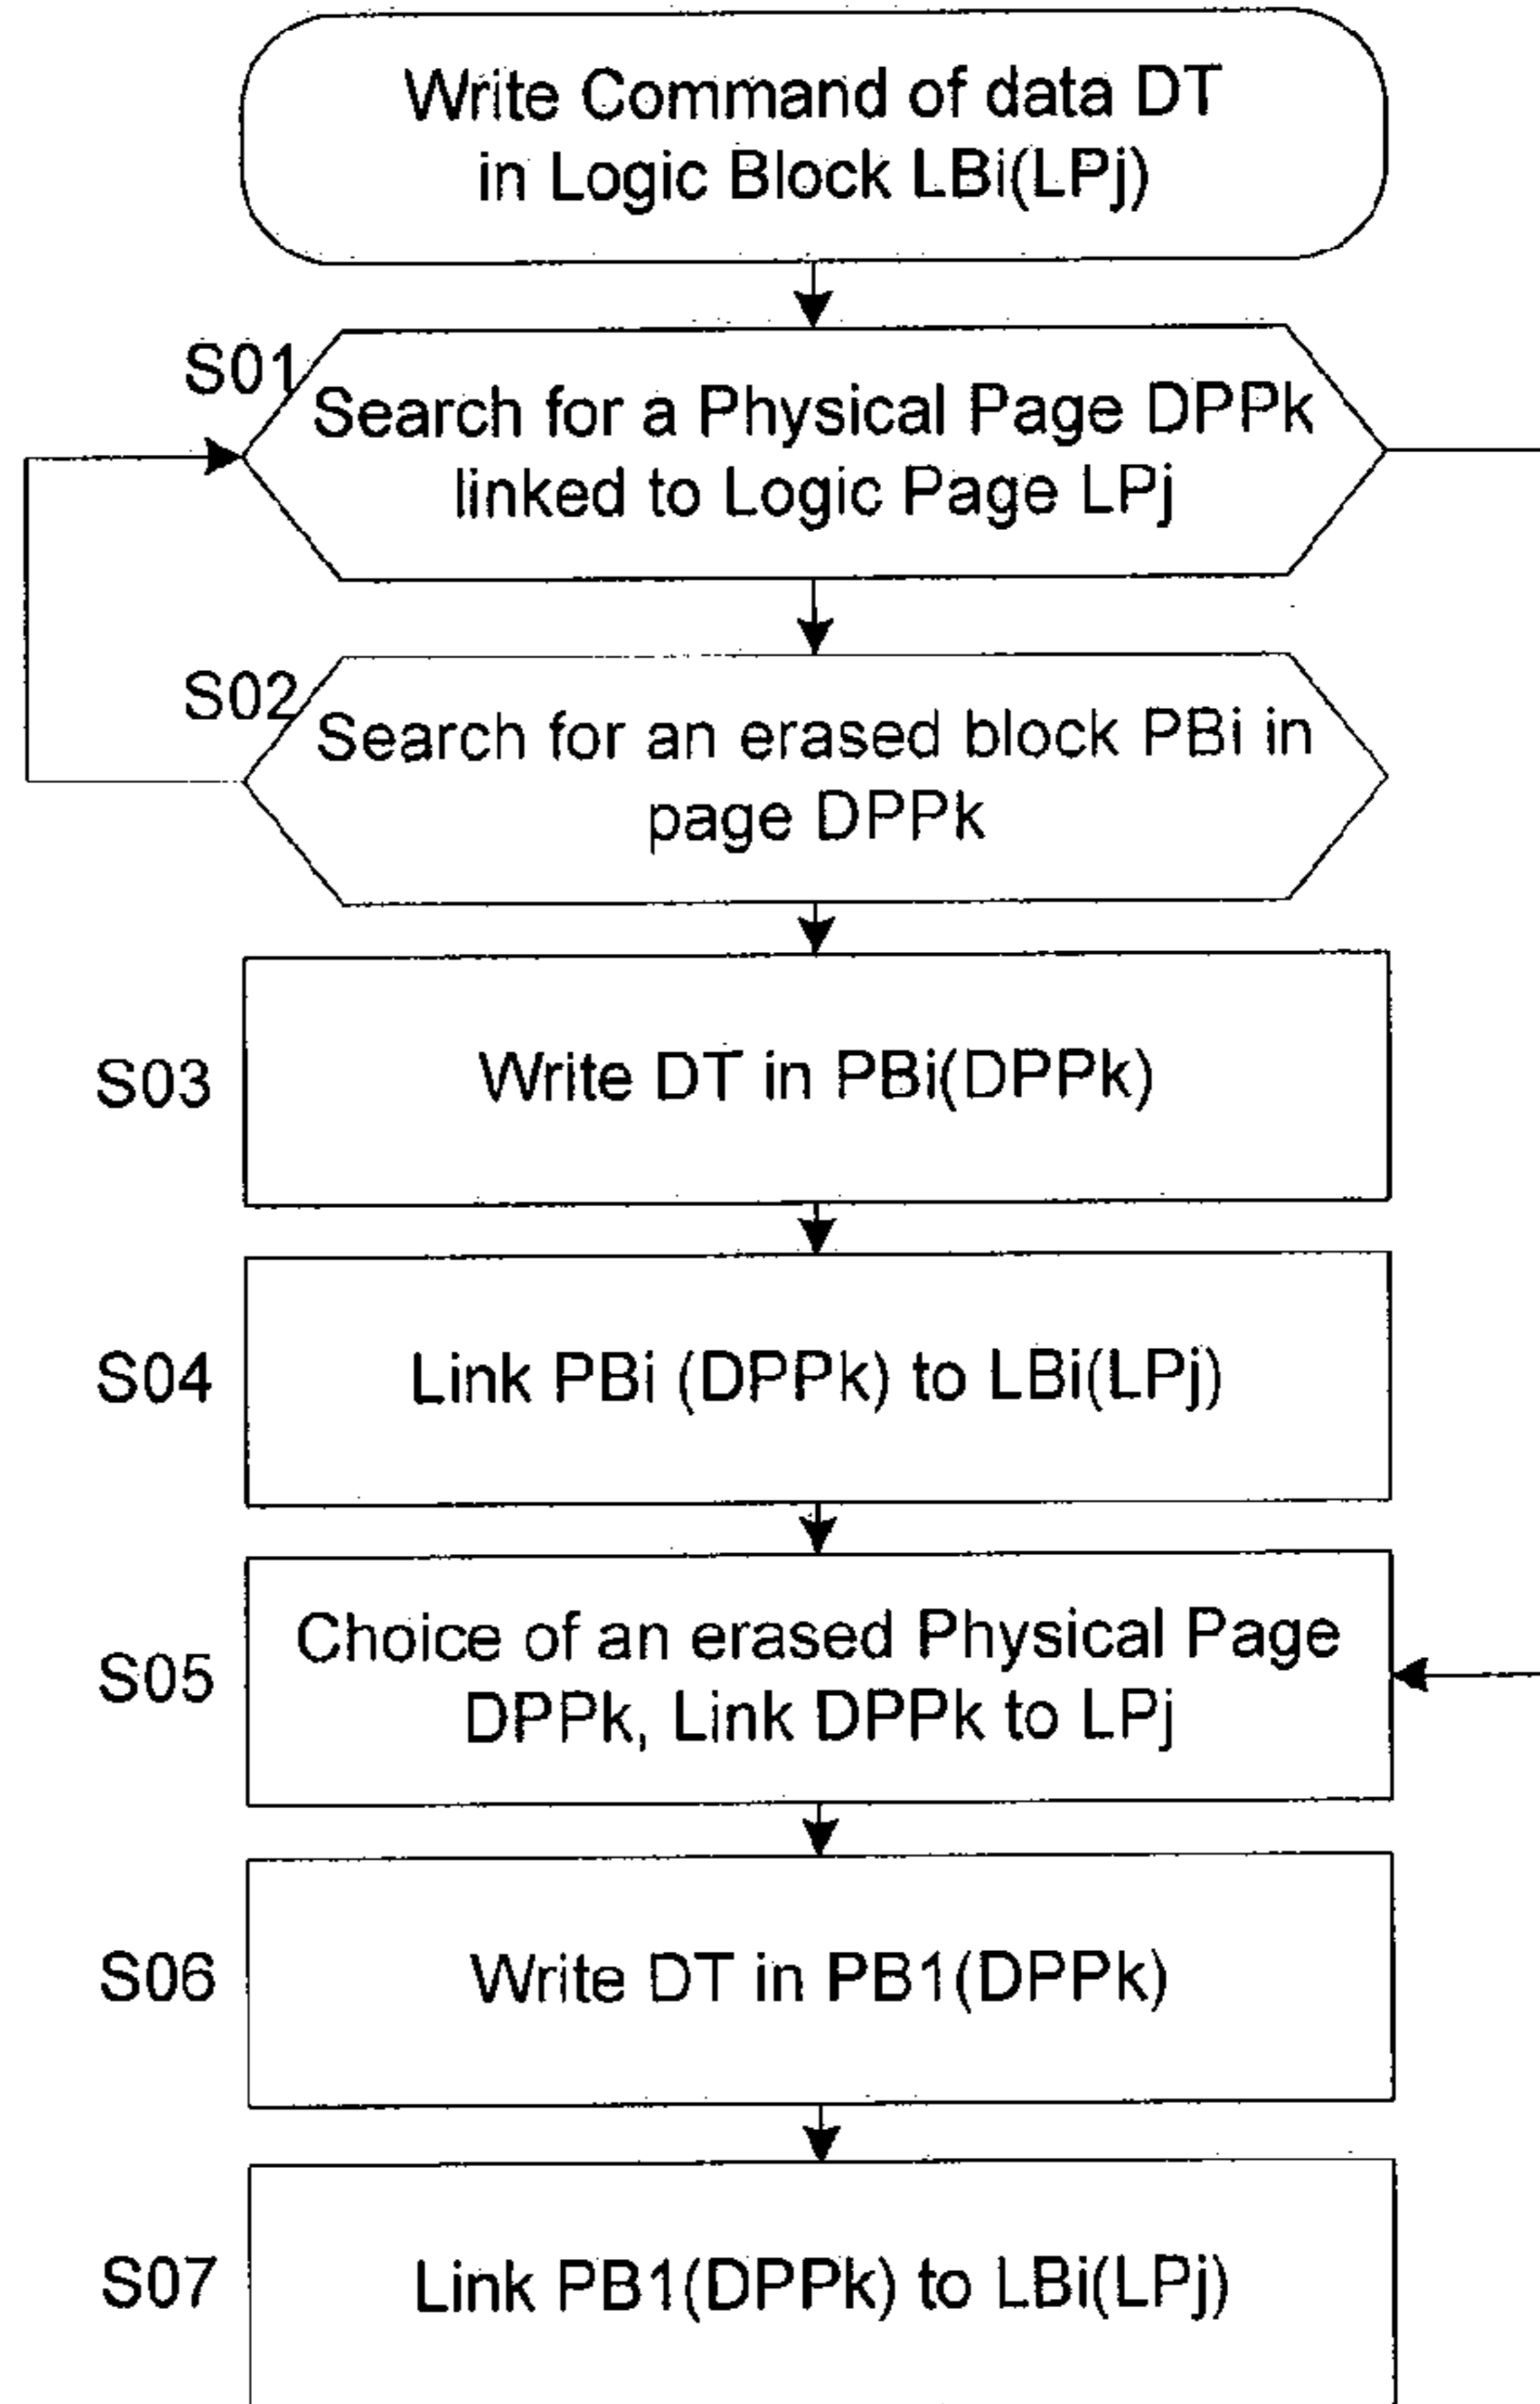 Write Command of data DT
in Logic Block LBi(LPj)
S01
Search for a Physical Page DPPk
linked to Logic Page LPj
S02
Search for an erased block PBi in
page DPPk
S03
Write DT in PBi(DPPk)
S04
Link PBi (DPPk) to LBi(LPj)
S05
Choice of an erased Physical Page
DPPk, Link DPPk to LPj
S06
Write DT in PB1(DPPk)
S07
Link PB1(DPPk) to LBi(LPj)